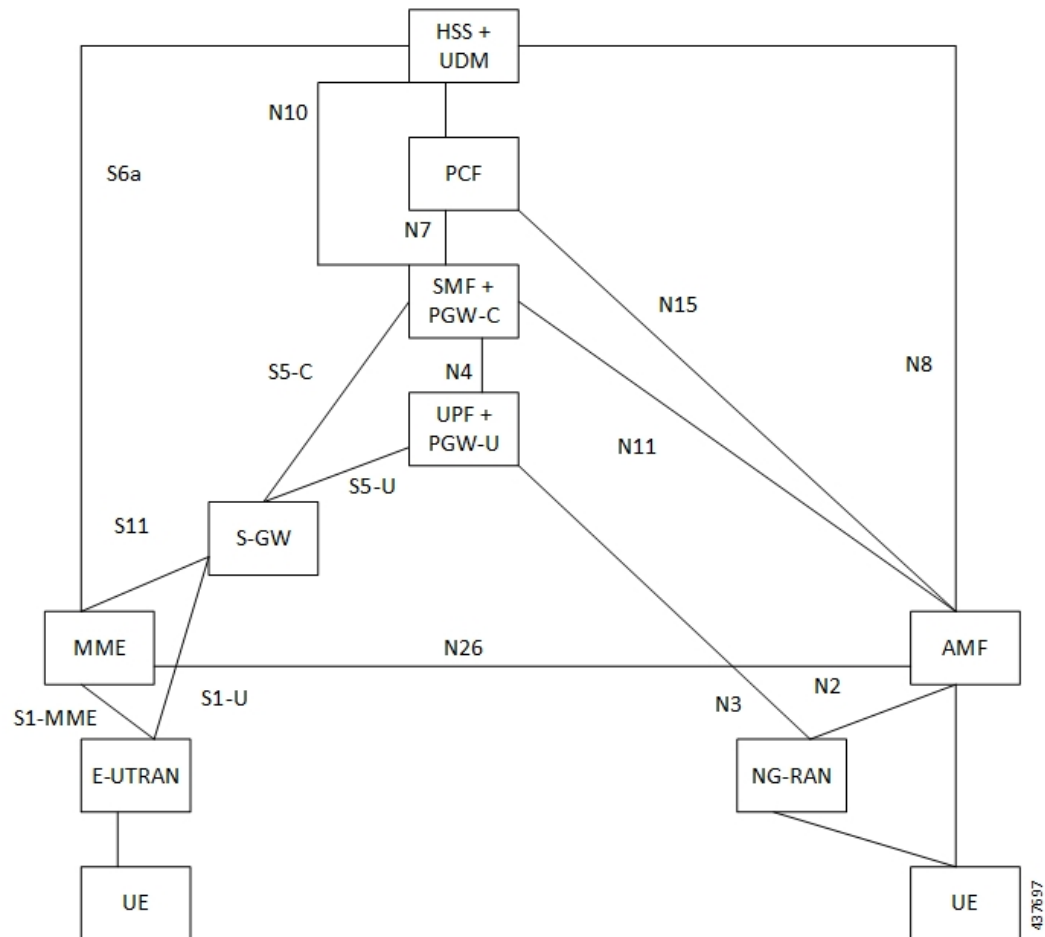 HSS +
UDM
N10
S6a
PCF
N7
SMF +
PGW-C
N15
S5-C
N4
N8
UPF +
PGW-U
N11
S5-U
S11
S-GW
MME
N26
AMF
N2
S1-U
N3
S1-MME
E-UTRAN
NG-RAN
UE
UE
437697